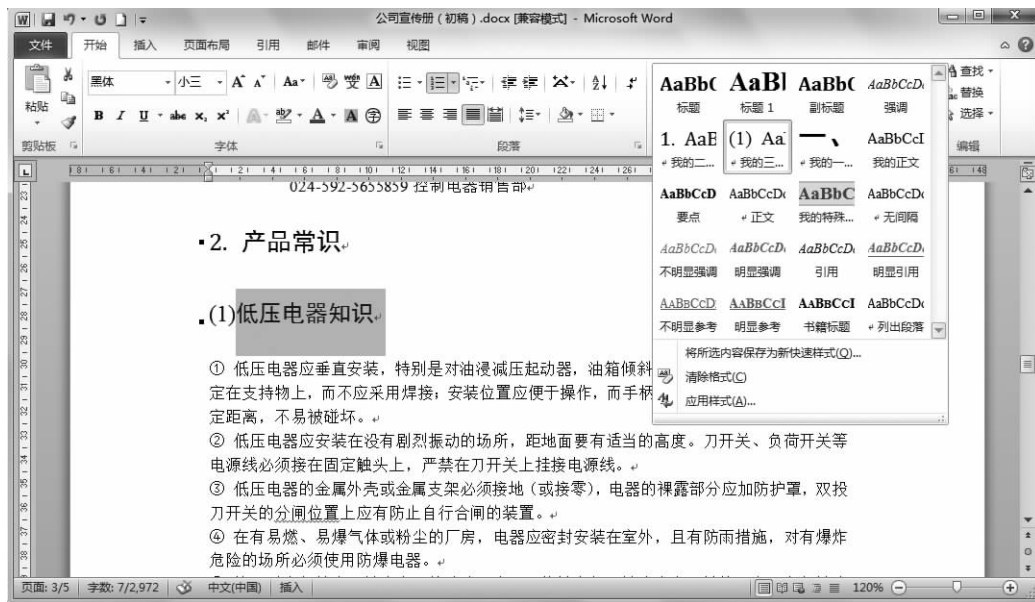 公司宣传册（初稿）.docx [兼容模式] - Microsoft Word
文件 开始 插入 页面布局 引用 邮件 审阅 视图
黑体 小三 Aa 查找
粘贴 替换
B I U abc x₂ x² A 选择
剪贴板 字体 段落 编辑
AaBb( AaBl AaBb( AaBbCcD
标题 标题 1 副标题 强调
1. AaB (1) Aa 一、 AaBbCcI
我的二... 我的三... 我的一... 我的正文
AaBbCcD AaBbCcD AaBbC AaBbCcD
要点 正文 我的特殊... 无间隔
AaBbCcD AaBbCcD AaBbCcD AaBbCcD
不明显强调 明显强调 引用 明显引用
AaBbCcD AaBbCcI AaBbCcI AaBbCcD
不明显参考 明显参考 书籍标题 列出段落
将所选内容保存为新快速样式(Q)...
清除格式(C)
应用样式(A)...
024-592-5655859 控制电器销售部
2. 产品常识
(1)低压电器知识
① 低压电器应垂直安装，特别是对油浸减压起动器，油箱倾斜
定在支持物上，而不应采用焊接；安装位置应便于操作，而手柄
定距离，不易被碰坏。
② 低压电器应安装在没有剧烈振动的场所，距地面要有适当的高度。刀开关、负荷开关等
电源线必须接在固定触头上，严禁在刀开关上挂接电源线。
③ 低压电器的金属外壳或金属支架必须接地（或接零），电器的裸露部分应加防护罩，双投
刀开关的分闸位置上应有防止自行合闸的装置。
④ 在有易燃、易爆气体或粉尘的厂房，电器应密封安装在室外，且有防雨措施，对有爆炸
危险的场所必须使用防爆电器。
页面: 3/5 字数: 7/2,972 中文(中国) 插入 120%